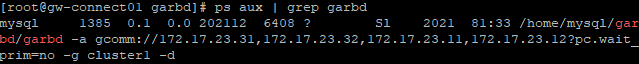 [root@gw-connect01 garbd]# ps aux | grep garbd
mysql     1385  0.1  0.0 202112  6408 ?        Sl    2021  81:33 /home/mysql/gar
bd/garbd -a gcomm://172.17.23.31,172.17.23.32,172.17.23.11,172.17.23.12?pc.wait_
prim=no -g cluster1 -d